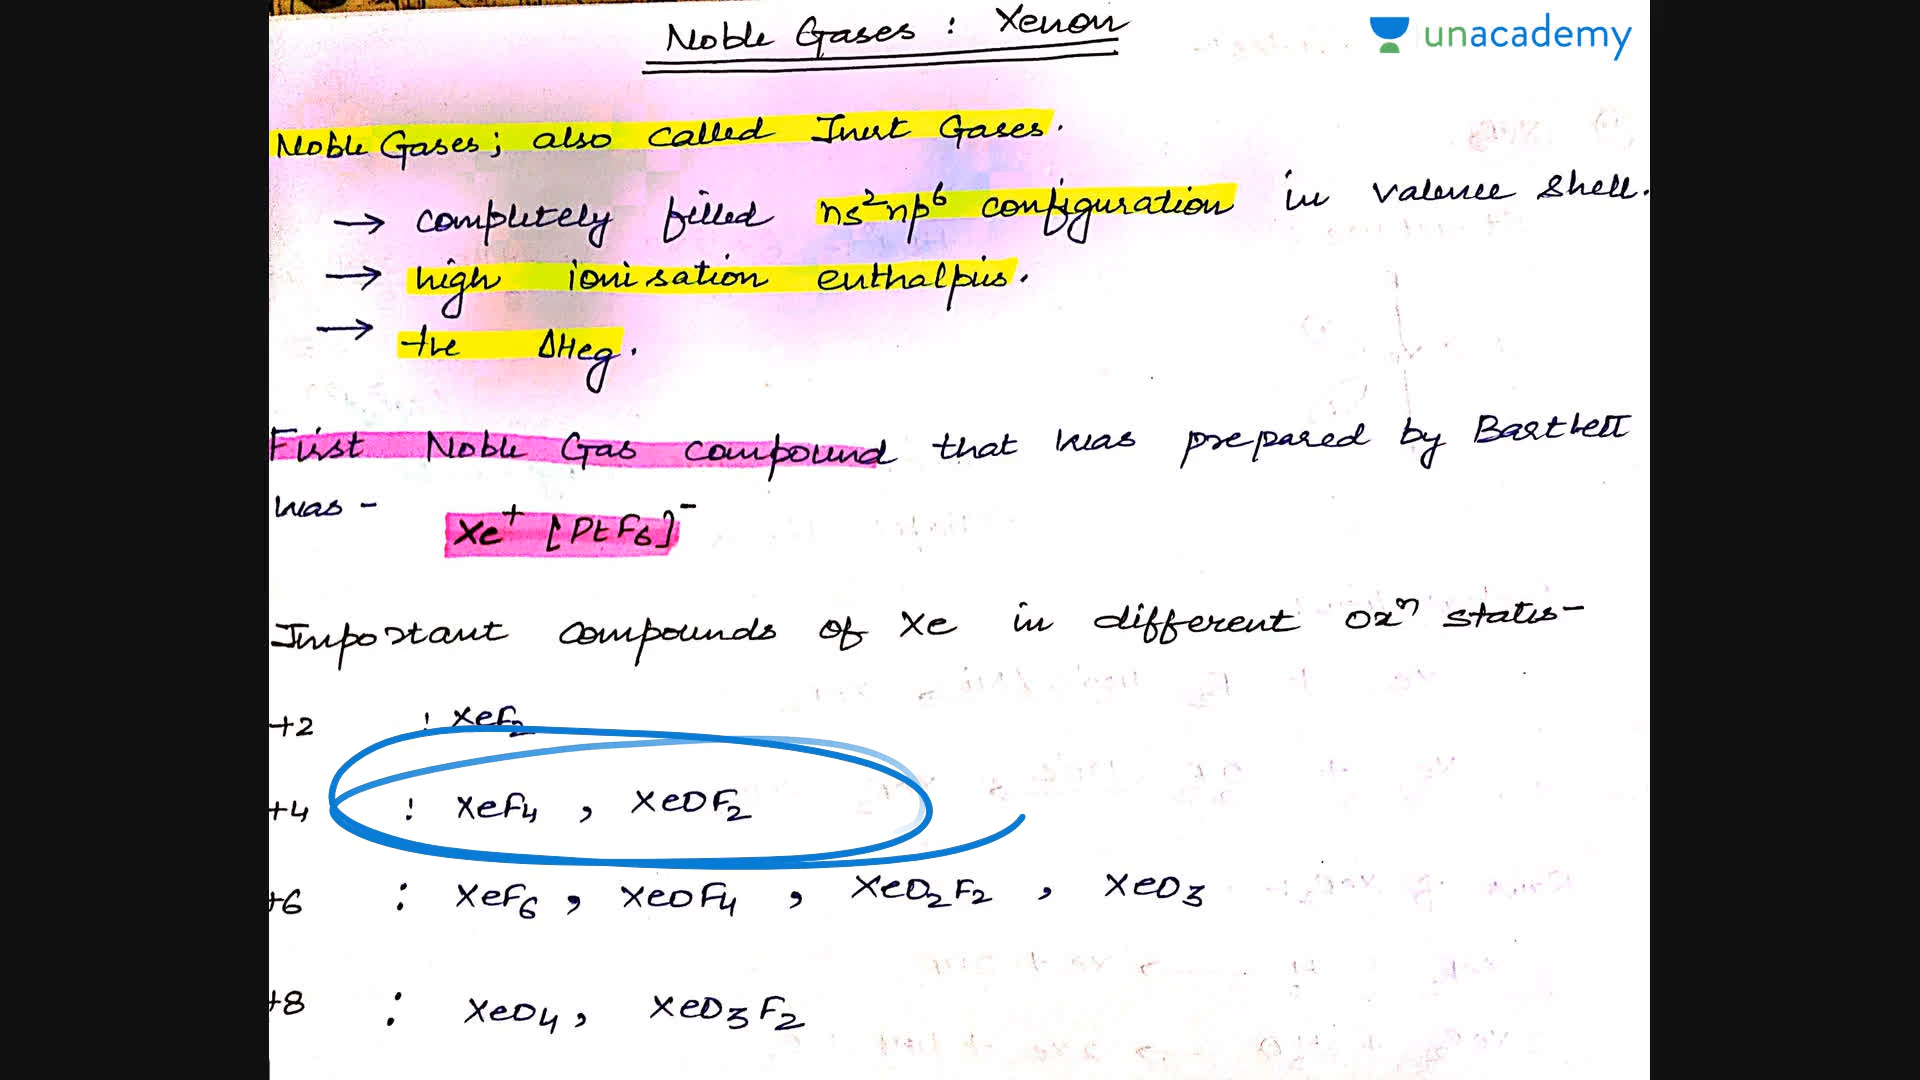 Noble Gases : Xenon
unacademy
Noble Gases; also called Inert Gases.
→ completely filled ns²np⁶ configuration in valence shell.
→ high ionisation enthalpies.
→ +ve ΔHeg.
First Noble Gas compound that was prepared by Bartlett
was -
Xe⁺ [PtF₆]⁻
Important compounds of Xe in different oxⁿ states -
+2 : XeF₂
+4 : XeF₄ , XeOF₂
+6 : XeF₆ , XeOF₄ , XeO₂F₂ , XeO₃
+8 : XeO₄ , XeO₃F₂